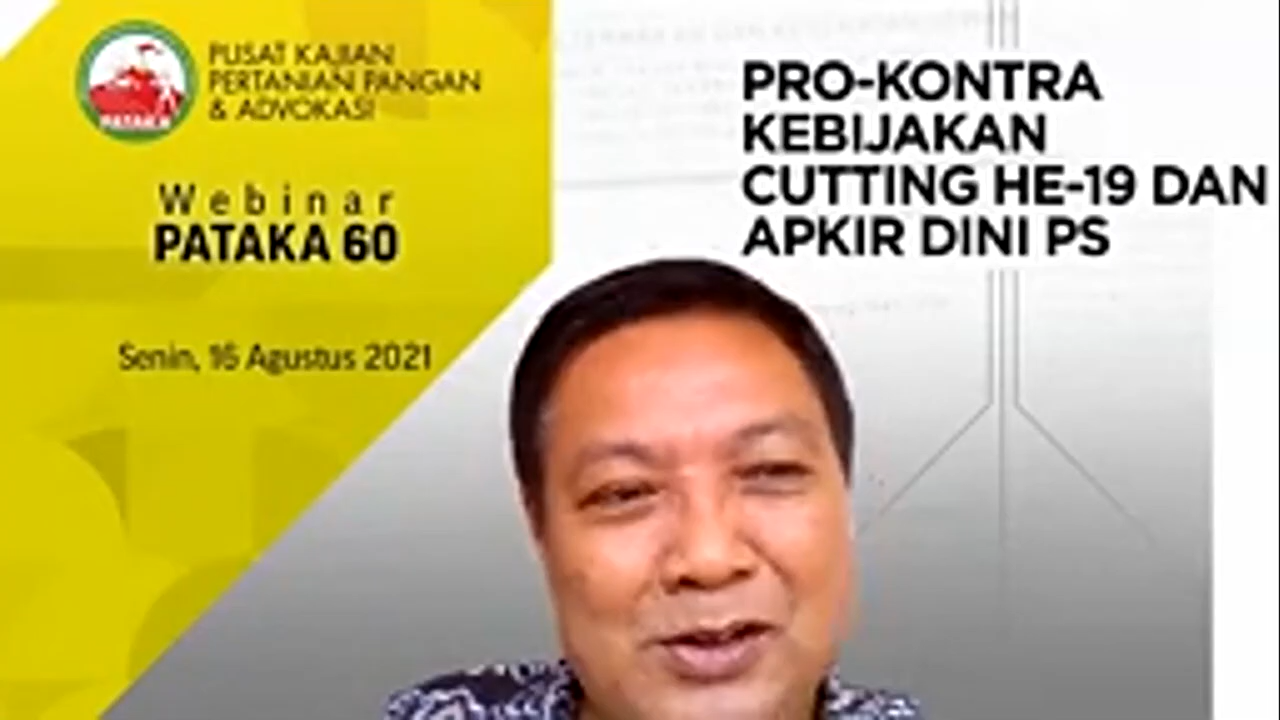 PUSAT KAJIAN
PERTANIAN PANGAN
& ADVOKASI
PATAKA
Webinar
PATAKA 60
Senin, 16 Agustus 2021
PRO-KONTRA
KEBIJAKAN
CUTTING HE-19 DAN
APKIR DINI PS